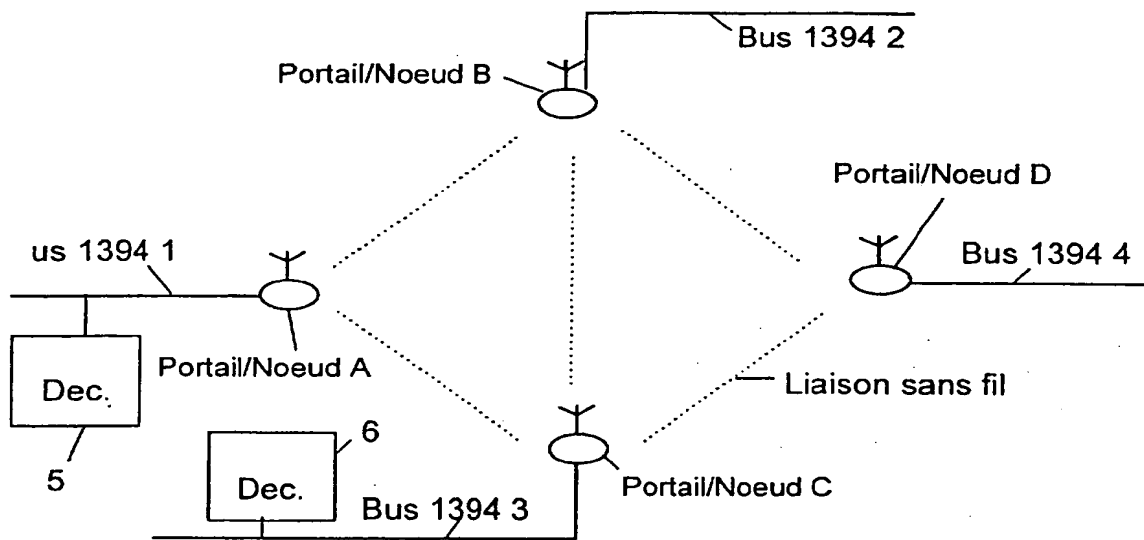 Bus 1394 2
Portail/Noeud B
Portail/Noeud D
us 1394 1
Bus 1394 4
Portail/Noeud A
Dec.
Liaison sans fil
5
6
Dec.
Portail/Noeud C
Bus 1394 3